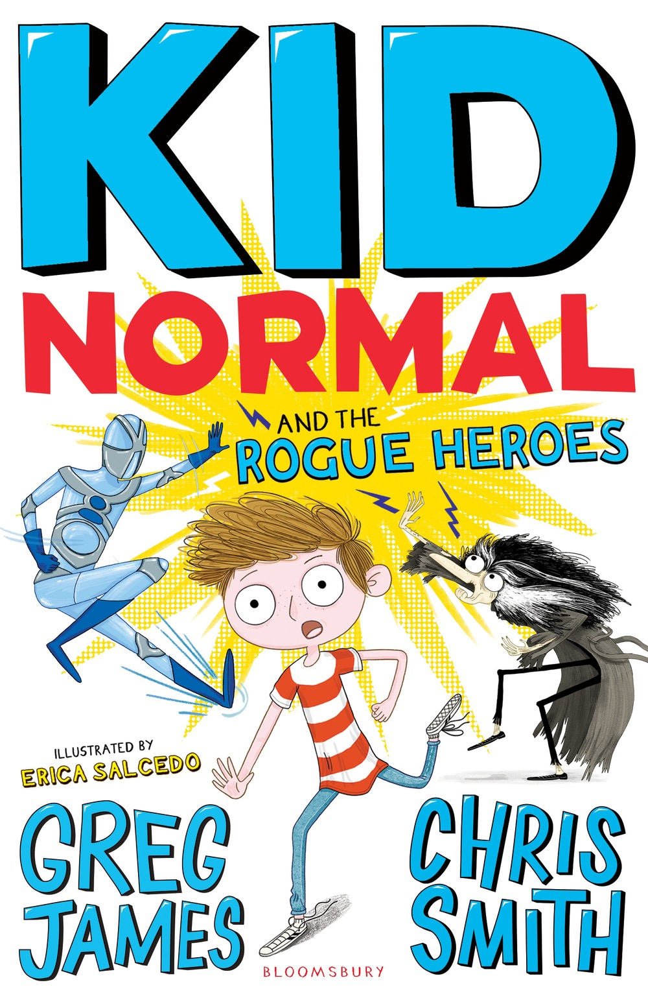 KID
NORMAL
AND THE
ROGUE HEROES
ILLUSTRATED BY
ERICA SALCEDO
GREG
JAMES
CHRIS
SMITH
BLOOMSBURY